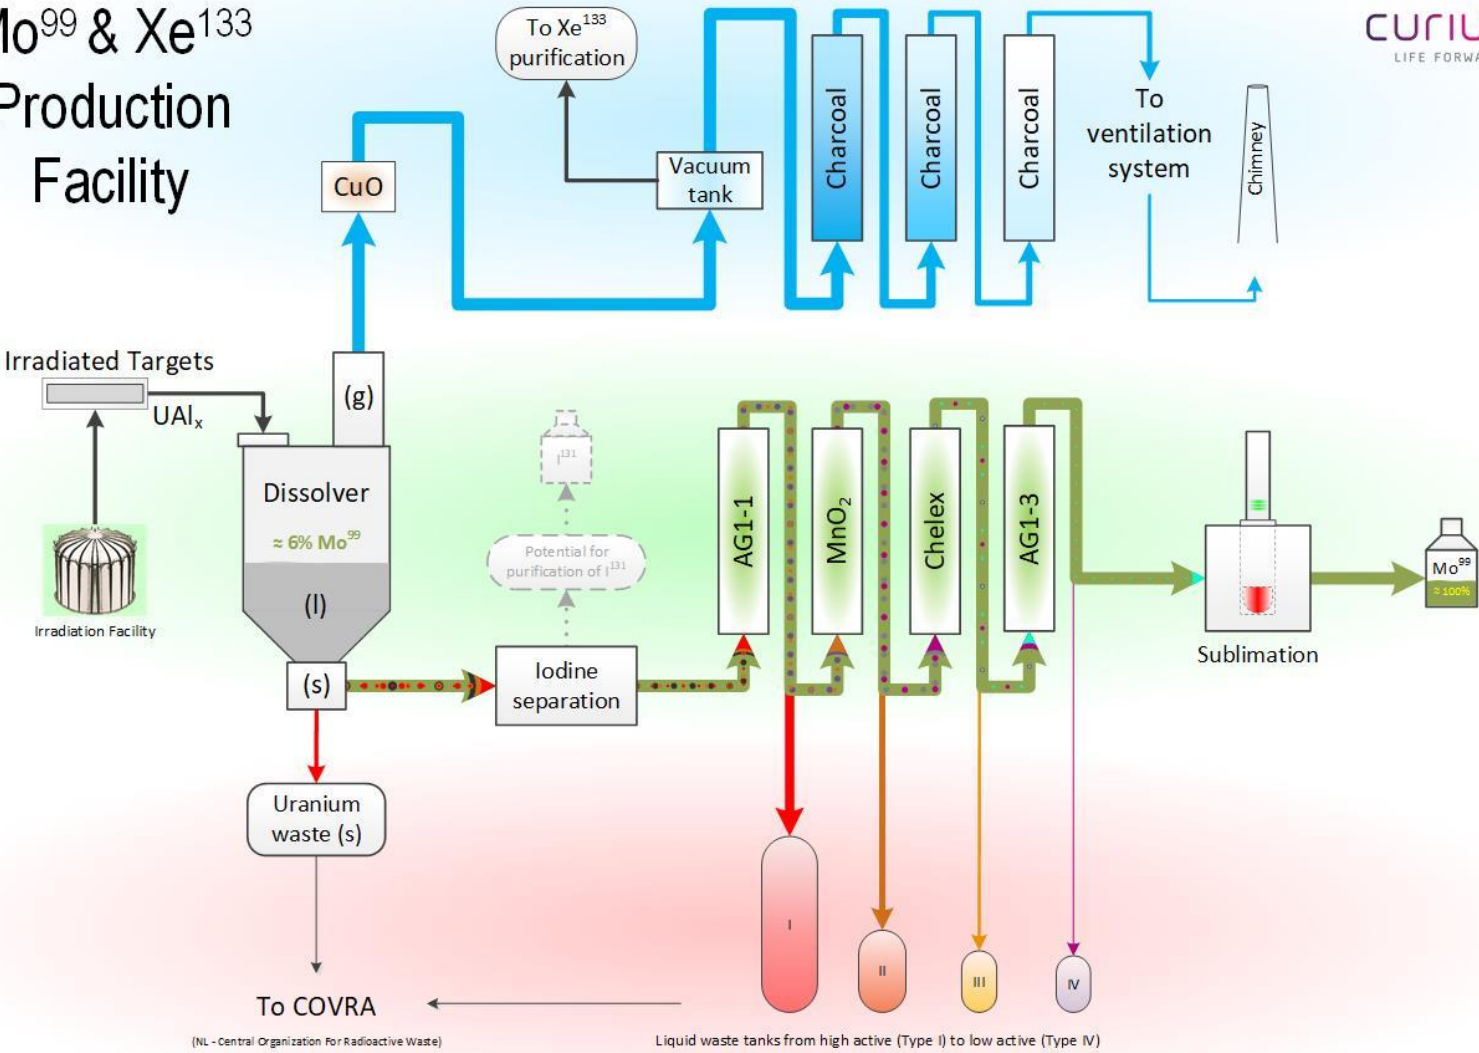 Mo⁹⁹ & Xe¹³³
Production
Facility
To Xe¹³³
purification
CURIU
LIFE FORWA
CuO
Vacuum
tank
Charcoal
Charcoal
Charcoal
To
ventilation
system
Chimney
Irradiated Targets
UAlₓ
(g)
Dissolver
≈ 6% Mo⁹⁹
(l)
(s)
Irradiation Facility
I¹³¹
Potential for
purification of I¹³¹
Iodine
separation
AG1-1
MnO₂
Chelex
AG1-3
Sublimation
Mo⁹⁹
≈ 100%
Uranium
waste (s)
I
II
III
IV
To COVRA
(NL - Central Organization For Radioactive Waste)
Liquid waste tanks from high active (Type I) to low active (Type IV)